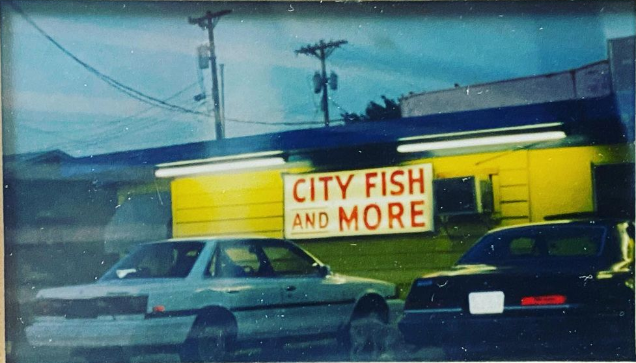 CITY FISH
AND MORE